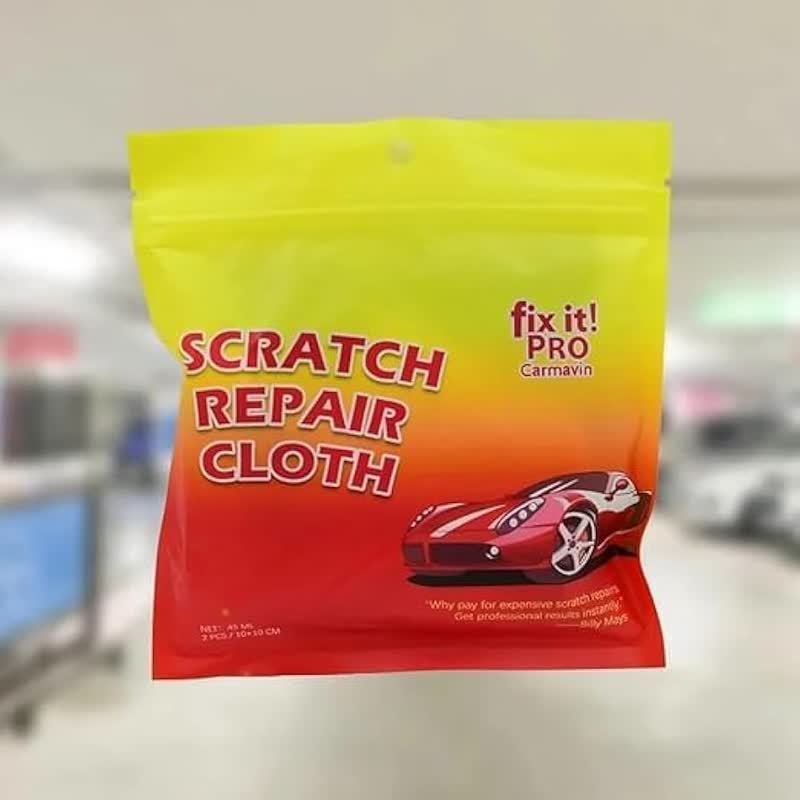 fix it!
PRO
Carmavin
SCRATCH
REPAIR
CLOTH
"Why pay for expensive scratch repairs.
Get professional results instantly."
—Billy Mays
NET: 45 ML
2 PCS / 10*10 CM